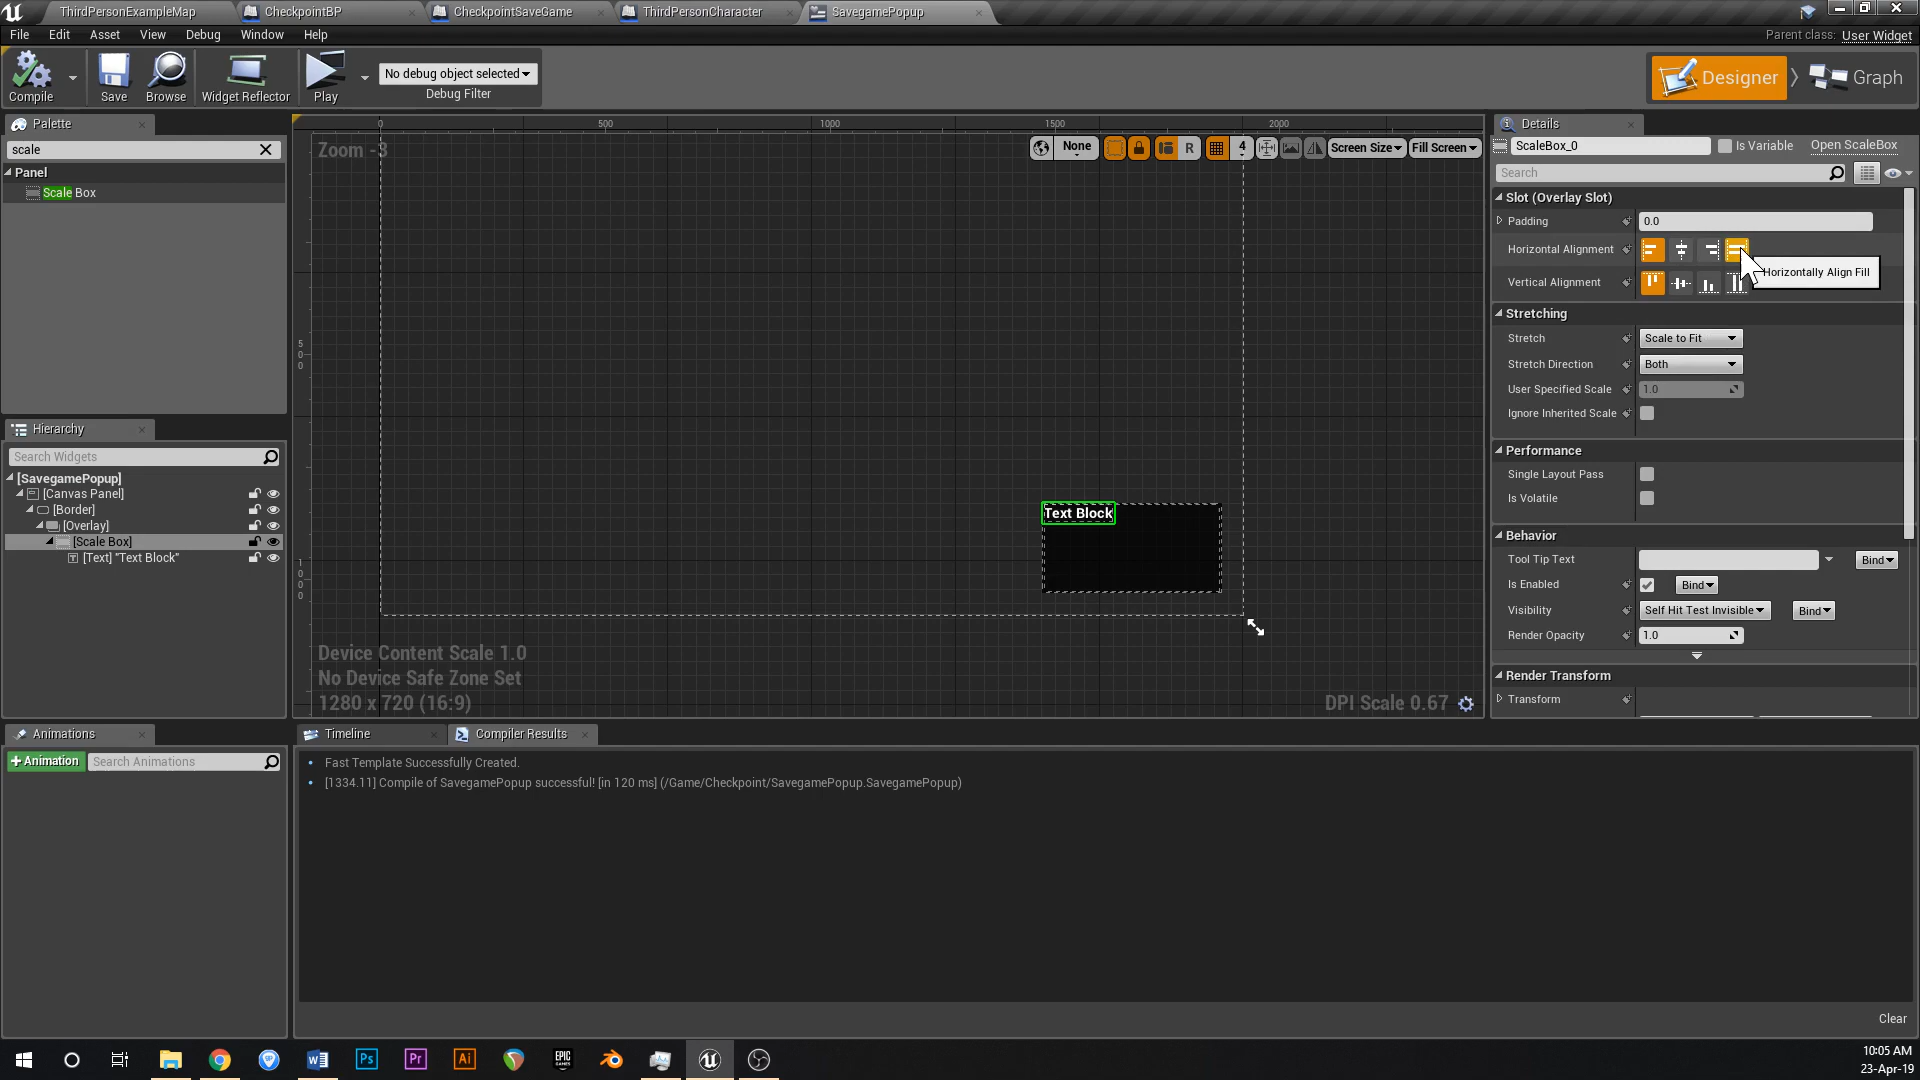 ThirdPersonExampleMap
CheckpointBP
CheckpointSaveGame
ThirdPersonCharacter
SavegamePopup
File Edit Asset View Debug Window Help
Parent class: User Widget
Compile
Save
Browse
Widget Reflector
Play
No debug object selected
Debug Filter
Designer
Graph
Palette
scale
Panel
Scale Box
Hierarchy
Search Widgets
[SavegamePopup]
[Canvas Panel]
[Border]
[Overlay]
[Scale Box]
[Text] "Text Block"
Animations
+Animation
Search Animations
0 500 1000 1500 2000
Zoom -3
None
R
4
Screen Size
Fill Screen
500
1000
Text Block
Device Content Scale 1.0
No Device Safe Zone Set
1280 x 720 (16:9)
DPI Scale 0.67
Timeline
Compiler Results
Fast Template Successfully Created.
[1334.11] Compile of SavegamePopup successful! [in 120 ms] (/Game/Checkpoint/SavegamePopup.SavegamePopup)
Clear
Details
ScaleBox_0
Is Variable
Open ScaleBox
Search
Slot (Overlay Slot)
Padding 0.0
Horizontal Alignment
Horizontally Align Fill
Vertical Alignment
Stretching
Stretch Scale to Fit
Stretch Direction Both
User Specified Scale 1.0
Ignore Inherited Scale
Performance
Single Layout Pass
Is Volatile
Behavior
Tool Tip Text Bind
Is Enabled Bind
Visibility Self Hit Test Invisible Bind
Render Opacity 1.0
Render Transform
Transform
Ps
Pr
Ai
EPIC GAMES
10:05 AM
23-Apr-19